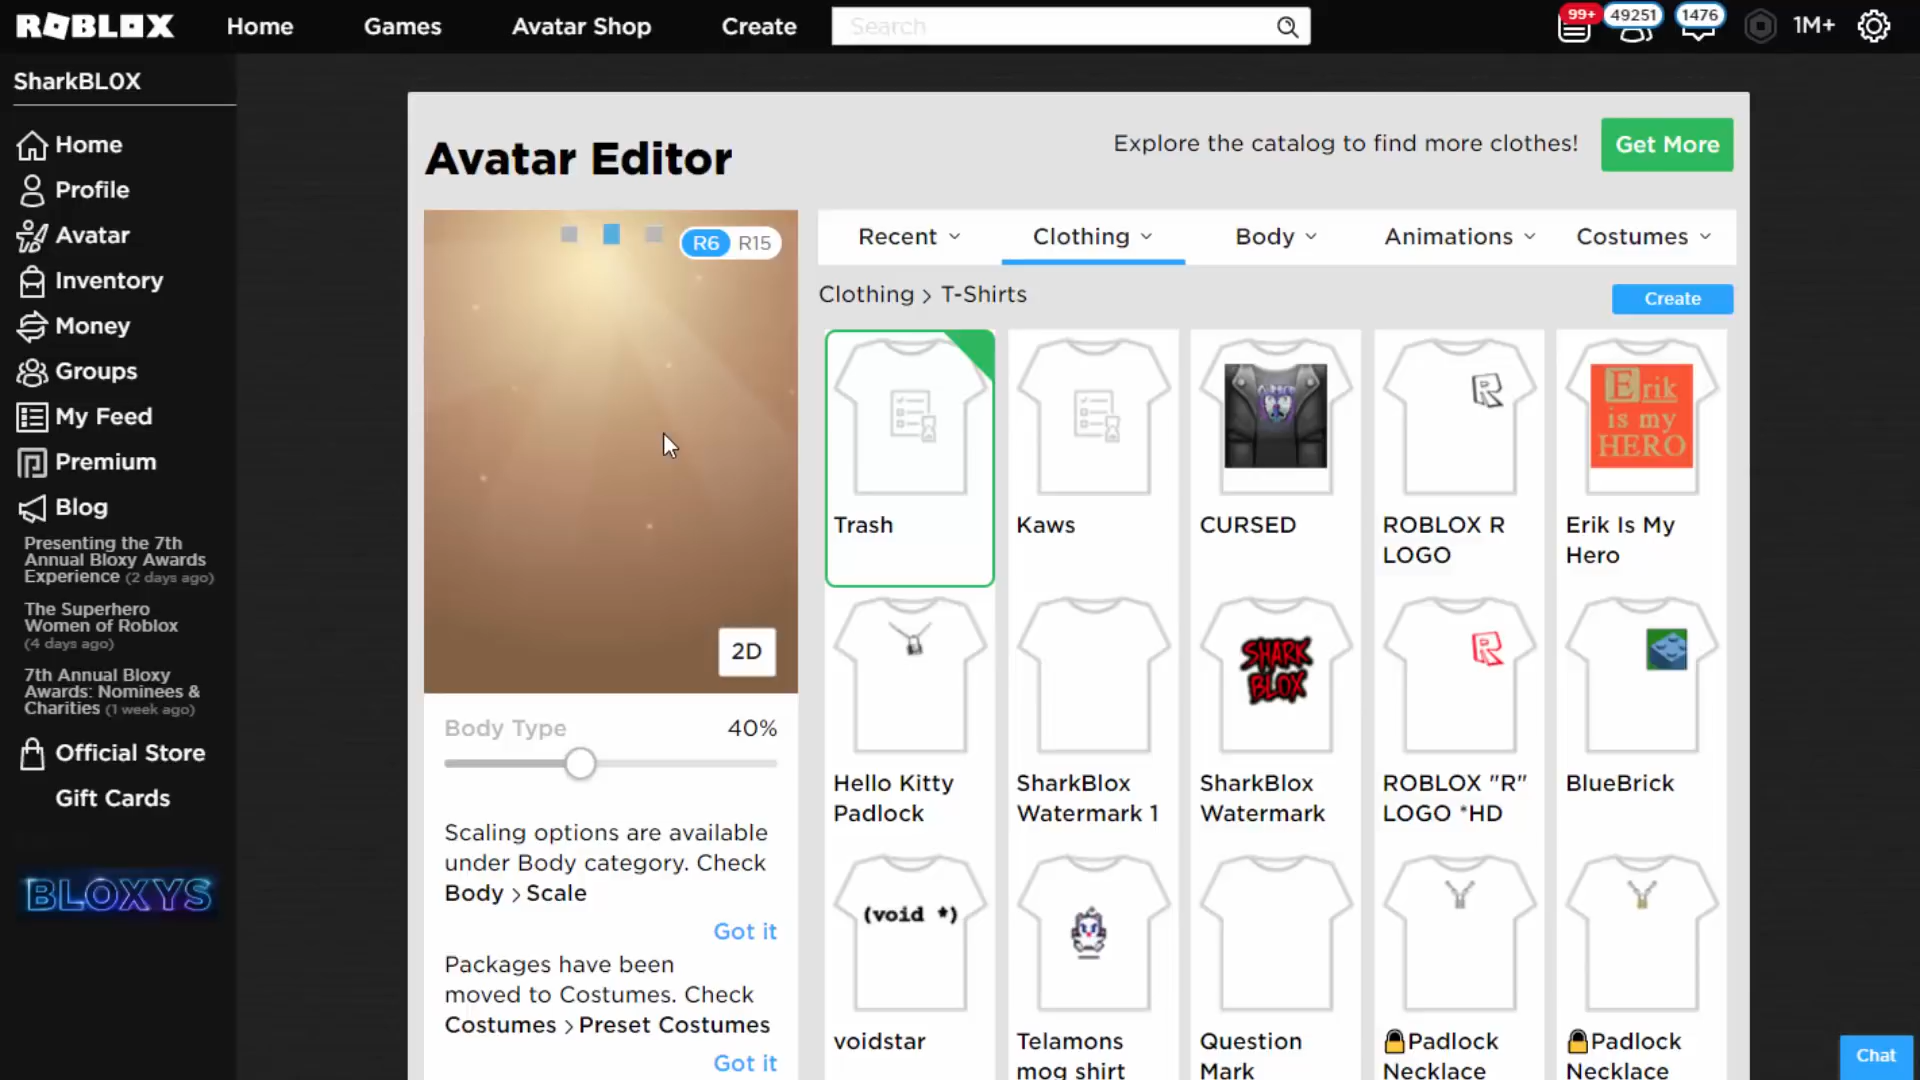 ROBLOX
Home
Games
Avatar Shop
Create
Search
99+
49251
1476
1M+
SharkBL0X
Home
Profile
Avatar
Inventory
Money
Groups
My Feed
Premium
Blog
Presenting the 7th
Annual Bloxy Awards
Experience (2 days ago)
The Superhero
Women of Roblox
(4 days ago)
7th Annual Bloxy
Awards: Nominees &
Charities (1 week ago)
Official Store
Gift Cards
BLOXYS
Avatar Editor
Explore the catalog to find more clothes!
Get More
R6 R15
2D
Body Type 40%
Scaling options are available
under Body category. Check
Body > Scale
Got it
Packages have been
moved to Costumes. Check
Costumes > Preset Costumes
Got it
Recent
Clothing
Body
Animations
Costumes
Clothing > T-Shirts
Create
Trash
Kaws
CURSED
R
ROBLOX R
LOGO
Erik
is my
HERO
Erik Is My
Hero
Hello Kitty
Padlock
SharkBlox
Watermark 1
SHARK
BLOX
SharkBlox
Watermark
R
ROBLOX "R"
LOGO *HD
BlueBrick
(void *)
voidstar
Telamons
mog shirt
Question
Mark
🔒Padlock
Necklace
🔒Padlock
Necklace
Chat